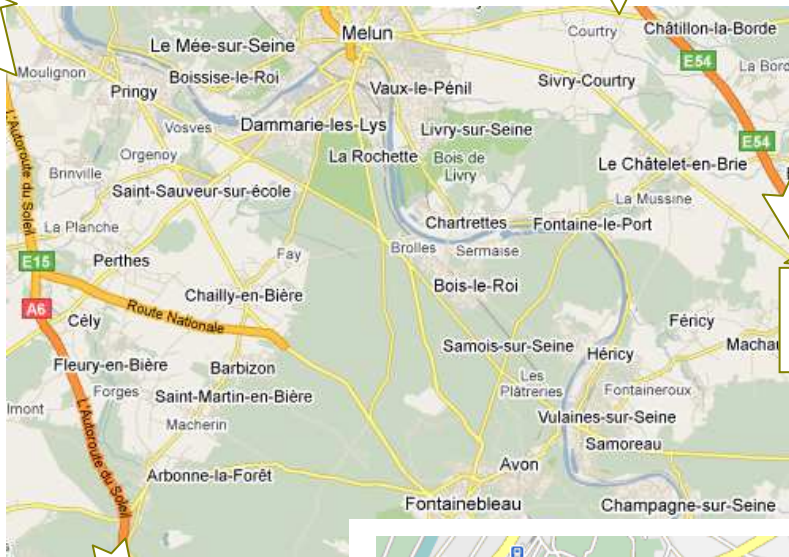 Melun
Courtry
Châtillon-la-Borde
Le Mée-sur-Seine
E54
Moulignon
Boissise-le-Roi
Vaux-le-Pénil
Sivry-Courtry
Pringy
Vosves
Dammarie-les-Lys
Livry-sur-Seine
E54
Orgenoy
La Rochette
Bois de
Livry
Le Châtelet-en-Brie
Brinville
Saint-Sauveur-sur-école
La Mussine
L'Autoroute du Soleil
La Planche
Chartrettes
Fontaine-le-Port
Brolles
Sermaise
E15
Perthes
Fay
Bois-le-Roi
Chailly-en-Bière
A6
Route Nationale
Cély
Féricy
Samois-sur-Seine
Héricy
Fleury-en-Bière
Barbizon
Les
Plâtreries
Forges
Saint-Martin-en-Bière
Fontaineroux
L'Autoroute du Soleil
Macherin
Vulaines-sur-Seine
Samoreau
Arbonne-la-Forêt
Avon
Fontainebleau
Champagne-sur-Seine